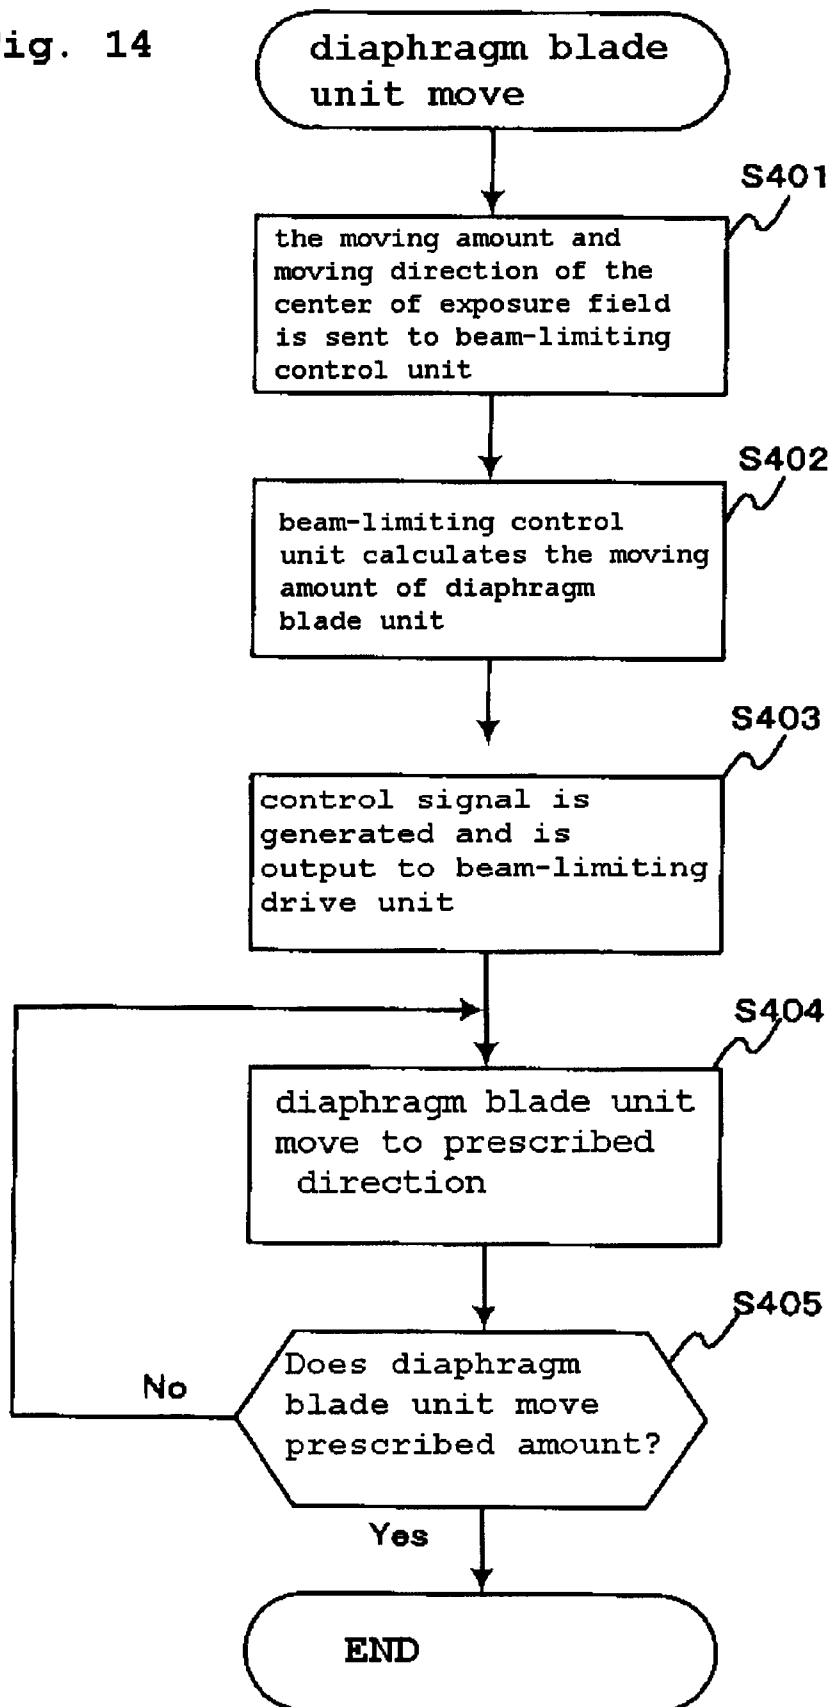 ig. 14
diaphragm blade
unit move
S401
the moving amount and
moving direction of the
center of exposure field
is sent to beam-limiting
control unit
S402
beam-limiting control
unit calculates the moving
amount of diaphragm
blade unit
S403
control signal is
generated and is
output to beam-limiting
drive unit
S404
diaphragm blade unit
move to prescribed
direction
S405
Does diaphragm
blade unit move
prescribed amount?
No
Yes
END